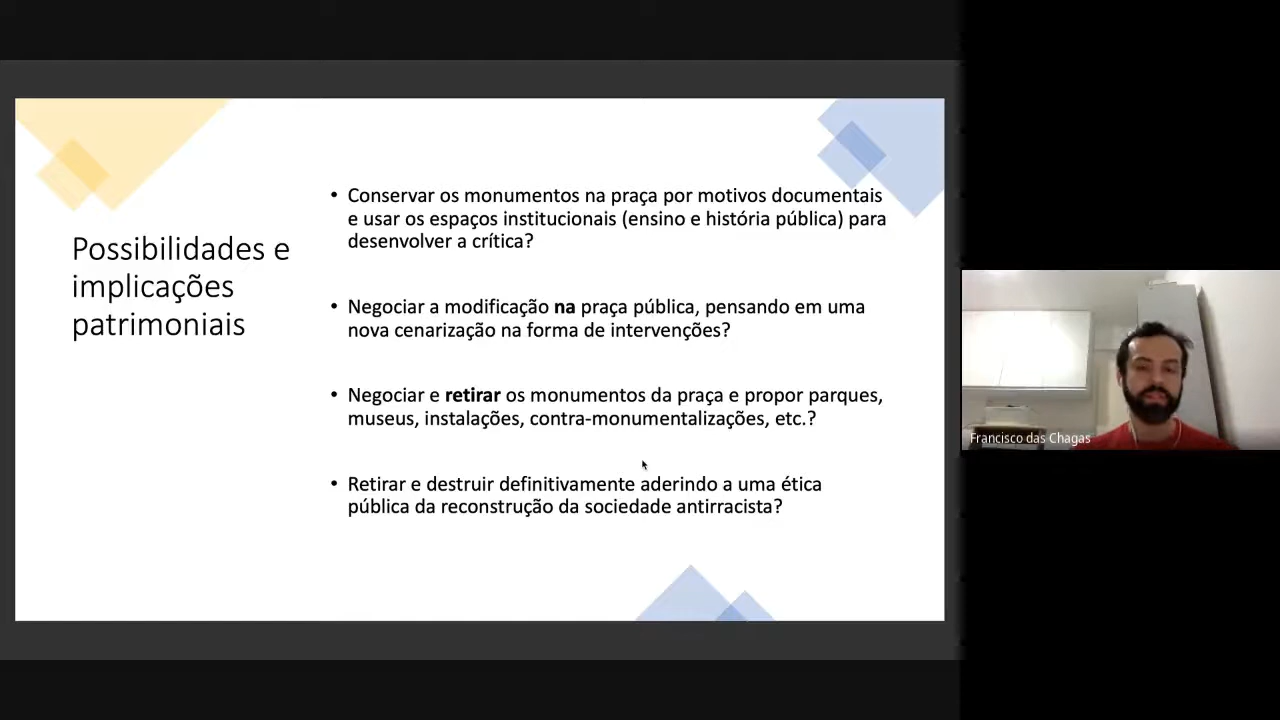 Possibilidades e
implicações
patrimoniais
• Conservar os monumentos na praça por motivos documentais
e usar os espaços institucionais (ensino e história pública) para
desenvolver a crítica?
• Negociar a modificação na praça pública, pensando em uma
nova cenarização na forma de intervenções?
• Negociar e retirar os monumentos da praça e propor parques,
museus, instalações, contra-monumentalizações, etc.?
• Retirar e destruir definitivamente aderindo a uma ética
pública da reconstrução da sociedade antirracista?
Francisco das Chagas